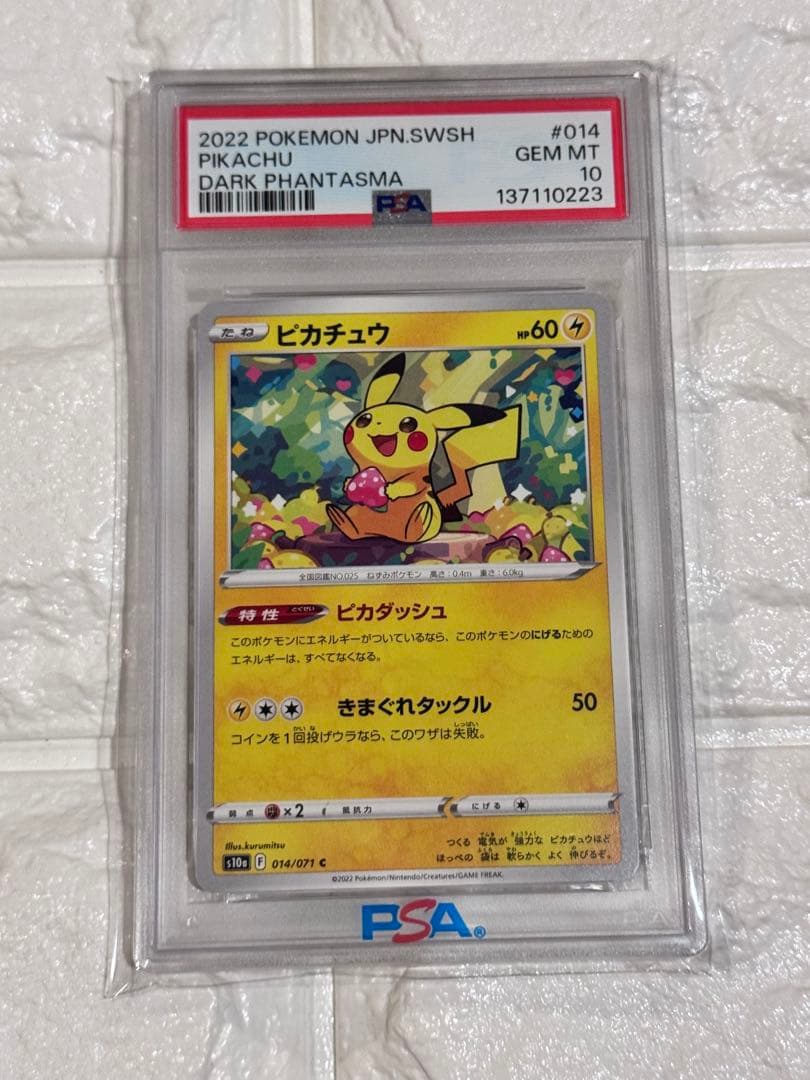 2022 POKEMON JPN.SWSH #014
PIKACHU GEM MT
DARK PHANTASMA 10
PSA 137110223
たね ピカチュウ HP60
全国図鑑NO.025 ねずみポケモン 高さ:0.4m 重さ:6.0kg
特性 とくせい ピカダッシュ
このポケモンにエネルギーがついているなら、このポケモンのにげるための
エネルギーは、すべてなくなる。
きまぐれタックル 50
コインを1回投げウラなら、このワザは失敗。
弱点 ×2 抵抗力 にげる
Illus.kurumitsu
つくる 電気が 強力な ピカチュウほど
ほっぺの 袋は 軟らかく よく 伸びるぞ。
s10a F 014/071 C
©2022 Pokémon/Nintendo/Creatures/GAME FREAK.
PSA®